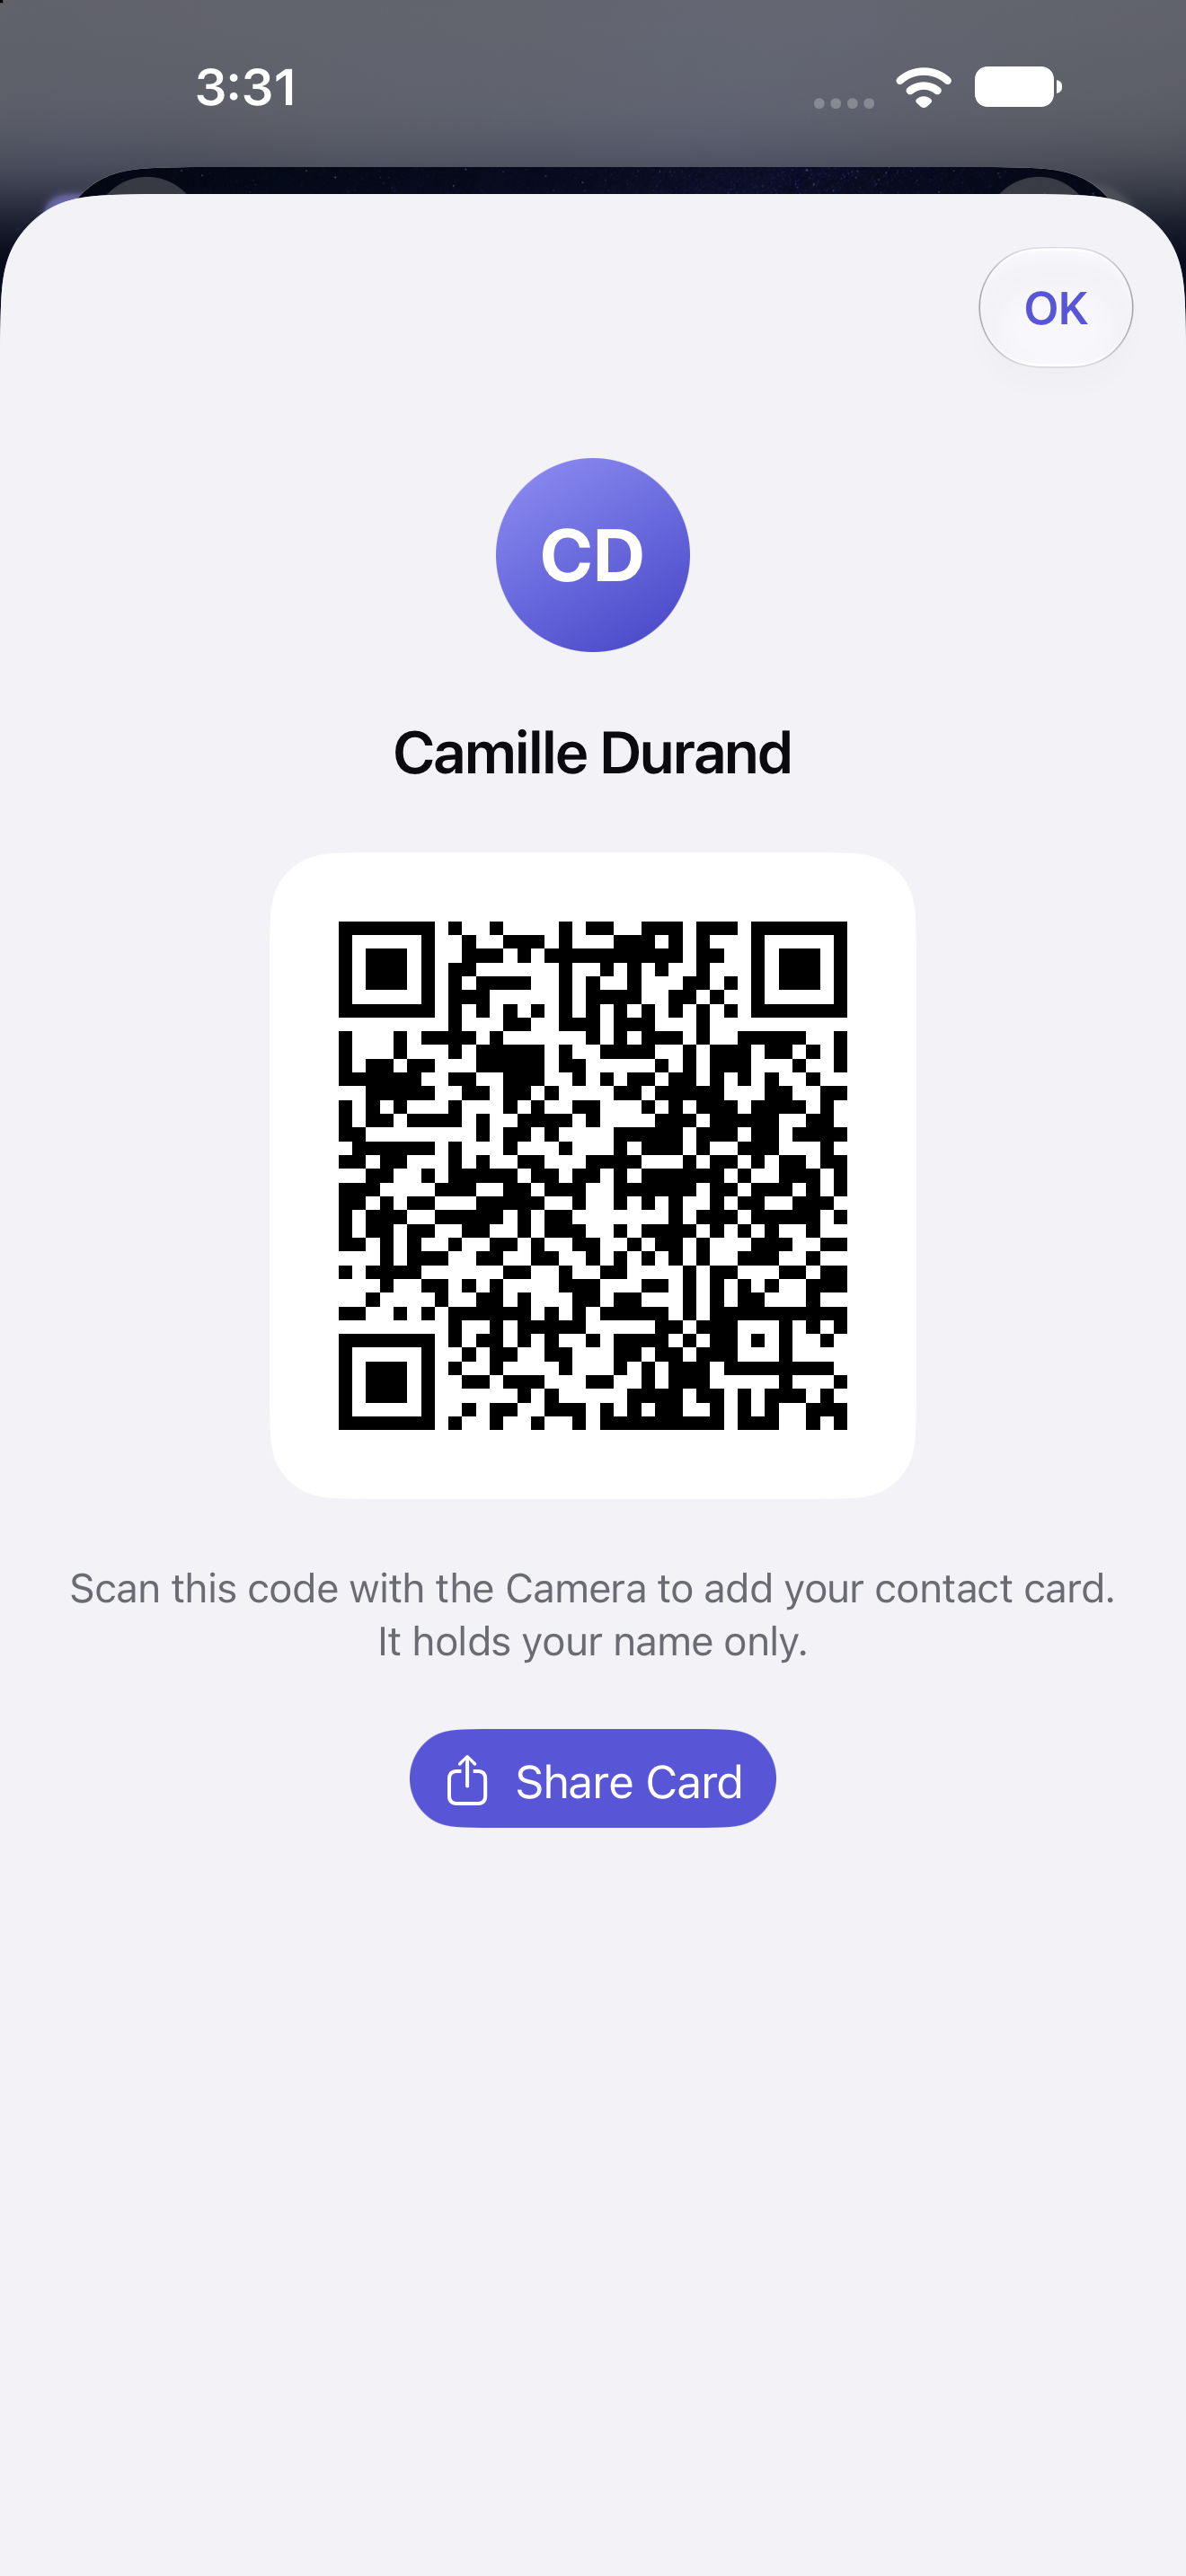 3:31
OK
CD
Camille Durand
Scan this code with the Camera to add your contact card.
It holds your name only.
Share Card